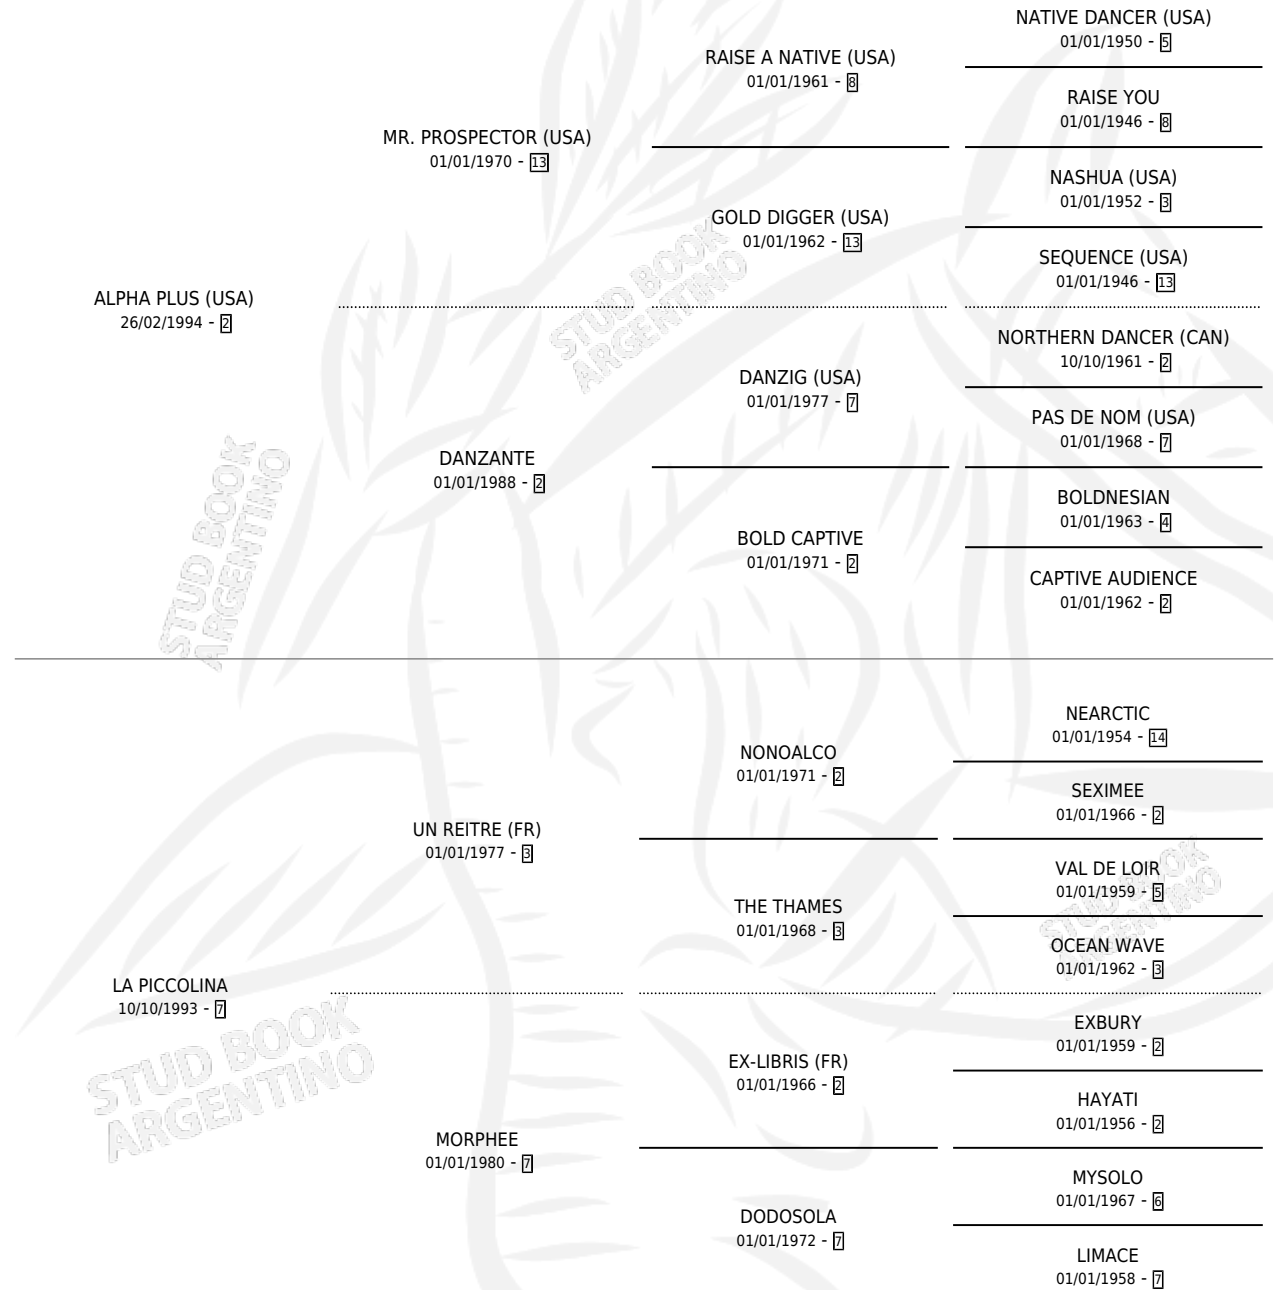 NATIVE DANCER (USA)
01/01/1950 - 5
RAISE A NATIVE (USA)
01/01/1961 - 8
RAISE YOU
01/01/1946 - 8
MR. PROSPECTOR (USA)
01/01/1970 - 13
NASHUA (USA)
01/01/1952 - 3
GOLD DIGGER (USA)
01/01/1962 - 13
SEQUENCE (USA)
01/01/1946 - 13
ALPHA PLUS (USA)
26/02/1994 - 2
NORTHERN DANCER (CAN)
10/10/1961 - 2
DANZIG (USA)
01/01/1977 - 7
PAS DE NOM (USA)
01/01/1968 - 7
DANZANTE
01/01/1988 - 2
BOLDNESIAN
01/01/1963 - 4
BOLD CAPTIVE
01/01/1971 - 2
CAPTIVE AUDIENCE
01/01/1962 - 2
NEARCTIC
01/01/1954 - 14
NONOALCO
01/01/1971 - 2
SEXIMEE
01/01/1966 - 2
UN REITRE (FR)
01/01/1977 - 3
VAL DE LOIR
01/01/1959 - 5
THE THAMES
01/01/1968 - 3
OCEAN WAVE
01/01/1962 - 3
LA PICCOLINA
10/10/1993 - 7
EXBURY
01/01/1959 - 2
EX-LIBRIS (FR)
01/01/1966 - 2
HAYATI
01/01/1956 - 2
MORPHEE
01/01/1980 - 7
MYSOLO
01/01/1967 - 6
DODOSOLA
01/01/1972 - 7
LIMACE
01/01/1958 - 7
STUD BOOK
ARGENTINO
STUD BOOK
ARGENTINO
STUD BOOK
ARGENTINO
STUD BOOK
ARGENTINO